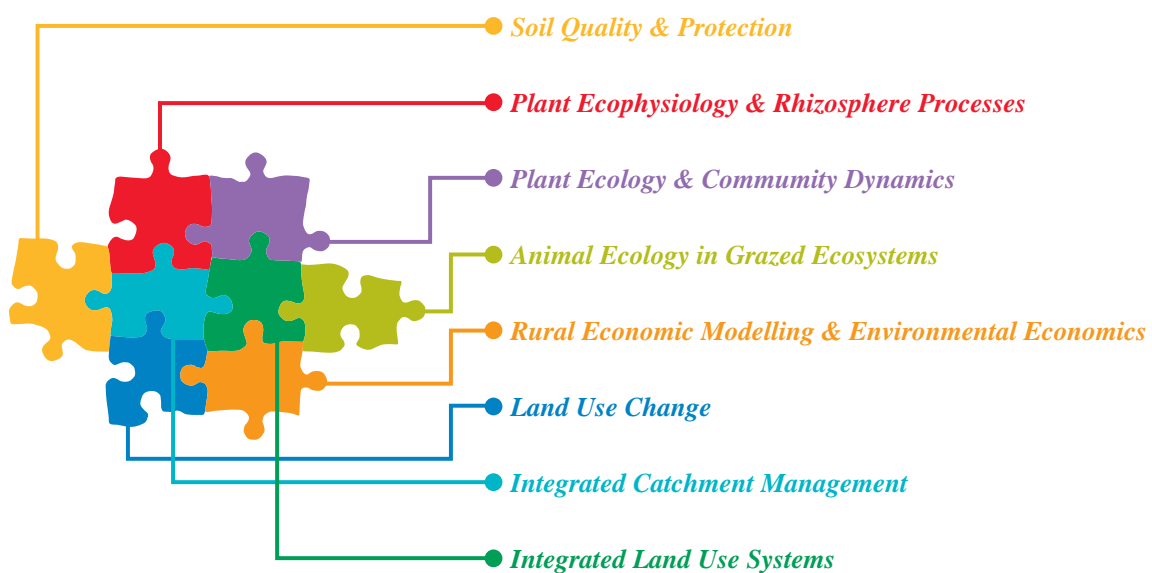 Soil Quality & Protection
Plant Ecophysiology & Rhizosphere Processes
Plant Ecology & Commumity Dynamics
Animal Ecology in Grazed Ecosystems
Rural Economic Modelling & Environmental Economics
Land Use Change
Integrated Catchment Management
Integrated Land Use Systems